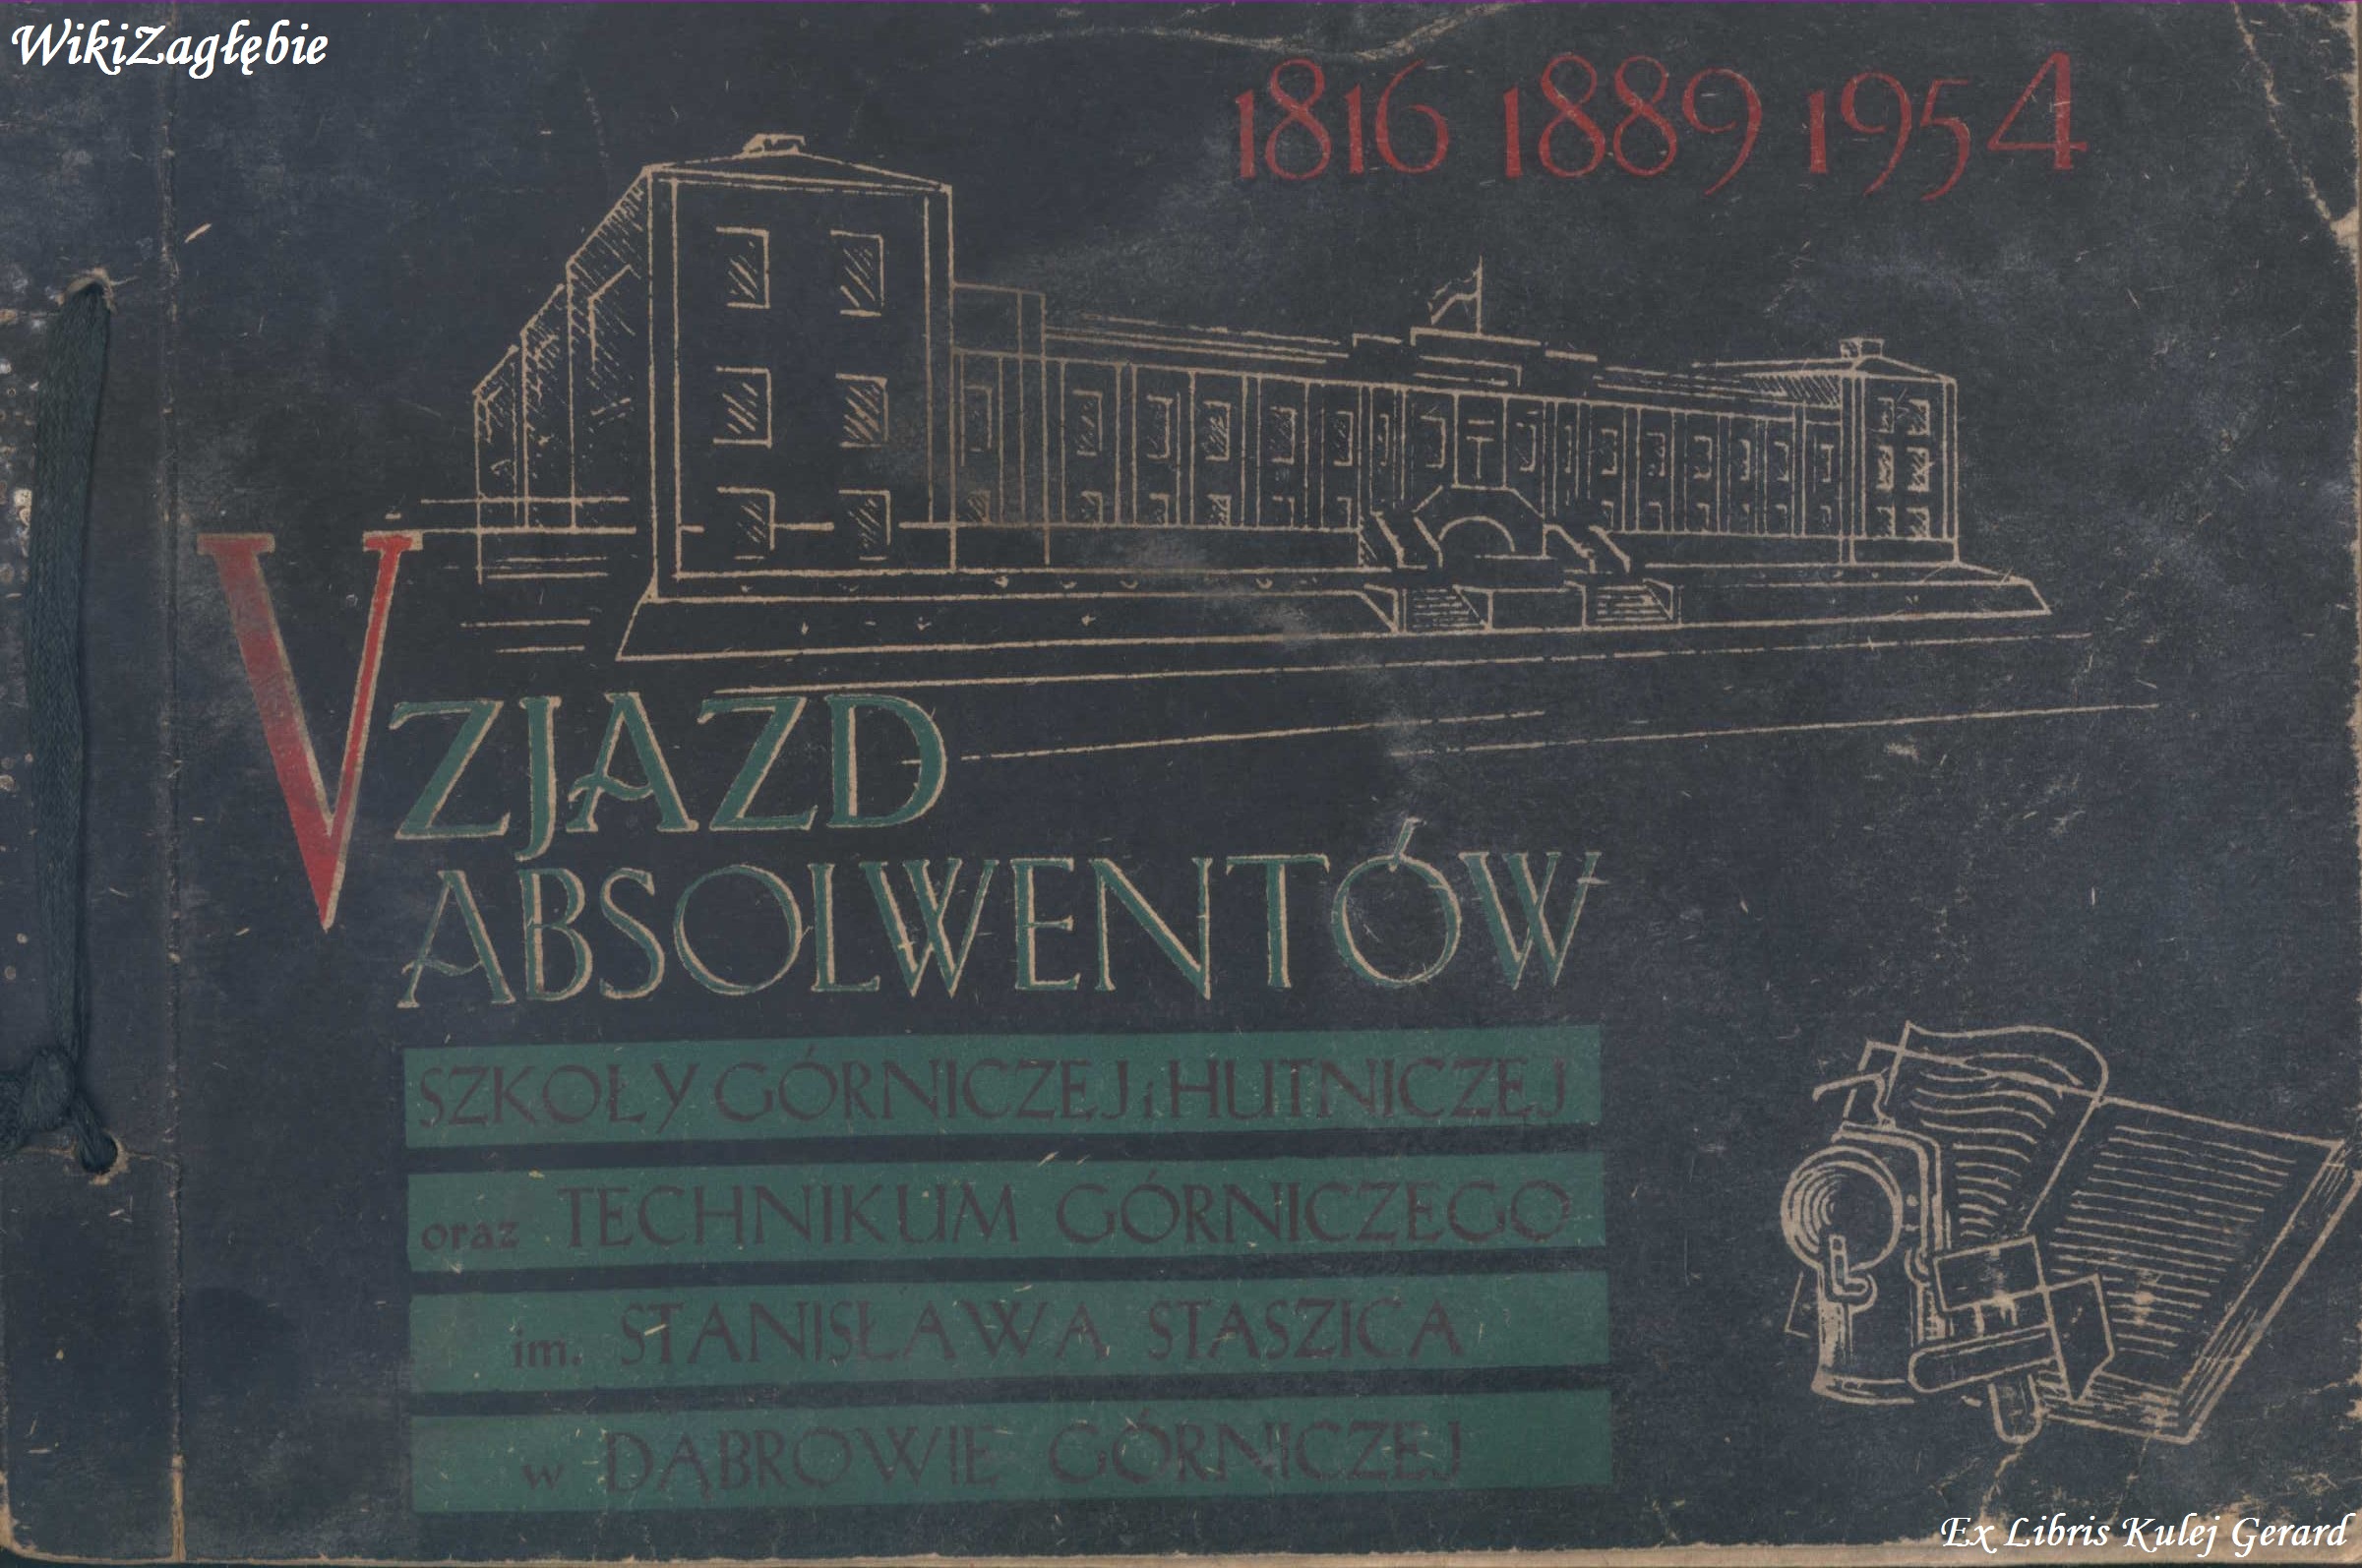 WikiZagłębie
1816 1889 1954
V ZJAZD
ABSOLWENTÓW
SZKOŁY GÓRNICZEJ i HUTNICZEJ
oraz TECHNIKUM GÓRNICZEGO
im. STANISŁAWA STASZICA
w DĄBROWIE GÓRNICZEJ
Ex Libris Kulej Gerard